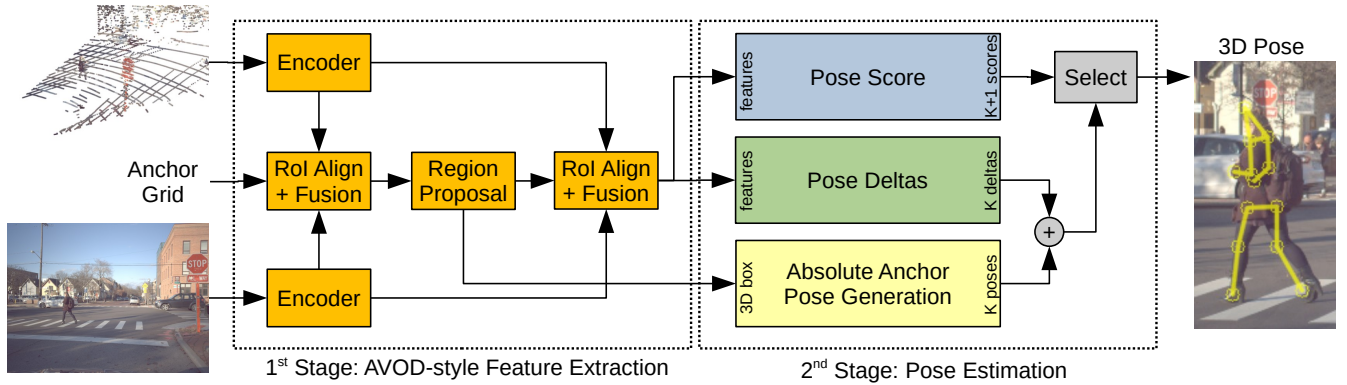 Encoder
Anchor
Grid
RoI Align
+ Fusion
Region
Proposal
RoI Align
+ Fusion
Encoder
STOP
1st Stage: AVOD-style Feature Extraction
features
Pose Score
K+1 scores
Select
features
Pose Deltas
K deltas
+
3D box
Absolute Anchor
Pose Generation
K poses
2nd Stage: Pose Estimation
3D Pose
STOP